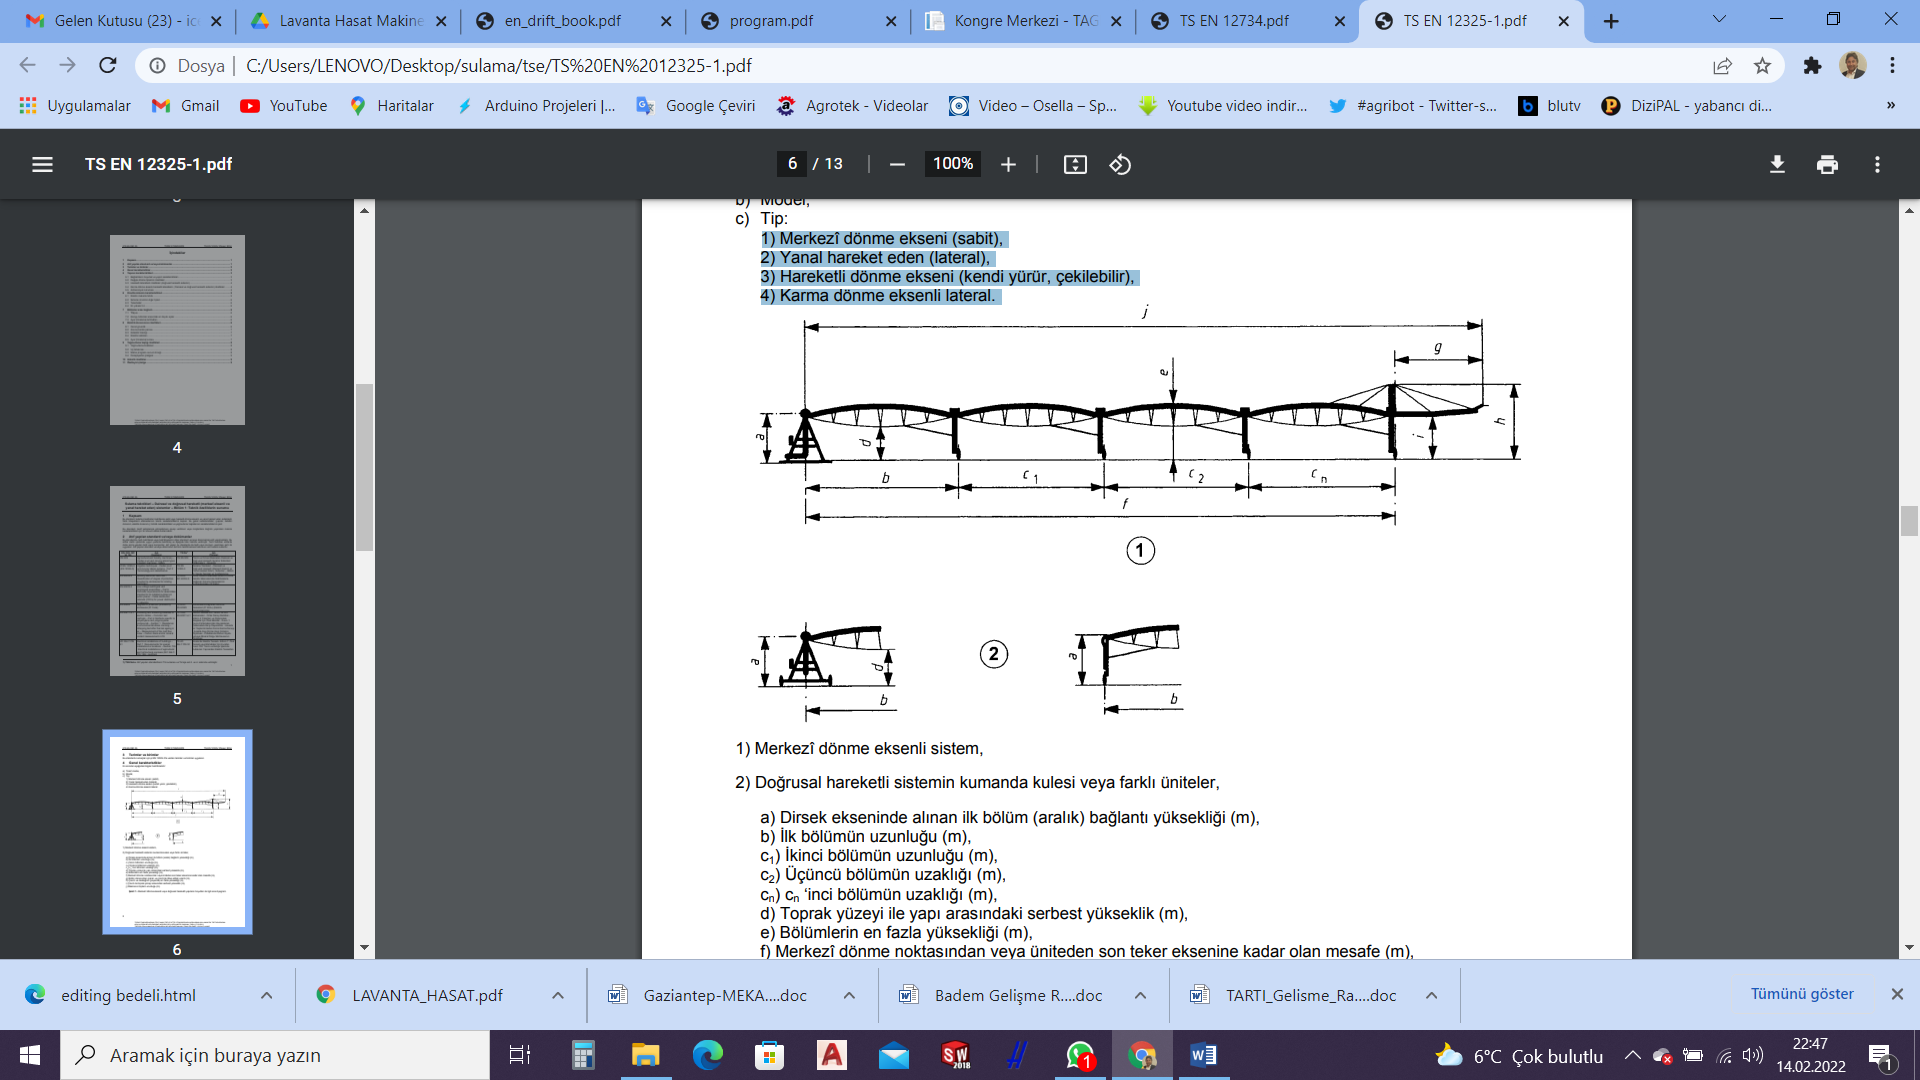 Gelen Kutusu (23) - ic
Lavanta Hasat Makine
en_drift_book.pdf
program.pdf
Kongre Merkezi - TAG
TS EN 12734.pdf
TS EN 12325-1.pdf
Dosya | C:/Users/LENOVO/Desktop/sulama/tse/TS%20EN%2012325-1.pdf
Uygulamalar
Gmail
YouTube
Haritalar
Arduino Projeleri |...
Google Çeviri
Agrotek - Videolar
Video – Osella – Sp...
Youtube video indir...
#agribot - Twitter-s...
blutv
DiziPAL - yabancı di...
»
TS EN 12325-1.pdf
6 / 13
100%
4
5
6
b) Model,
c) Tip:
1) Merkezî dönme ekseni (sabit),
2) Yanal hareket eden (lateral),
3) Hareketli dönme ekseni (kendi yürür, çekilebilir),
4) Karma dönme eksenli lateral.
j
g
e
a
d
i
h
b
c1
c2
cn
f
1
a
d
b
2
a
b
1) Merkezî dönme eksenli sistem,
2) Doğrusal hareketli sistemin kumanda kulesi veya farklı üniteler,
a) Dirsek ekseninde alınan ilk bölüm (aralık) bağlantı yüksekliği (m),
b) İlk bölümün uzunluğu (m),
c1) İkinci bölümün uzunluğu (m),
c2) Üçüncü bölümün uzaklığı (m),
cn) cn ‘inci bölümün uzaklığı (m),
d) Toprak yüzeyi ile yapı arasındaki serbest yükseklik (m),
e) Bölümlerin en fazla yüksekliği (m),
f) Merkezî dönme noktasından veya üniteden son teker eksenine kadar olan mesafe (m),
editing bedeli.html
LAVANTA_HASAT.pdf
Gaziantep-MEKA....doc
Badem Gelişme R....doc
TARTI_Gelisme_Ra....doc
Tümünü göster
Aramak için buraya yazın
SW
2018
1
6°C Çok bulutlu
22:47
14.02.2022
1